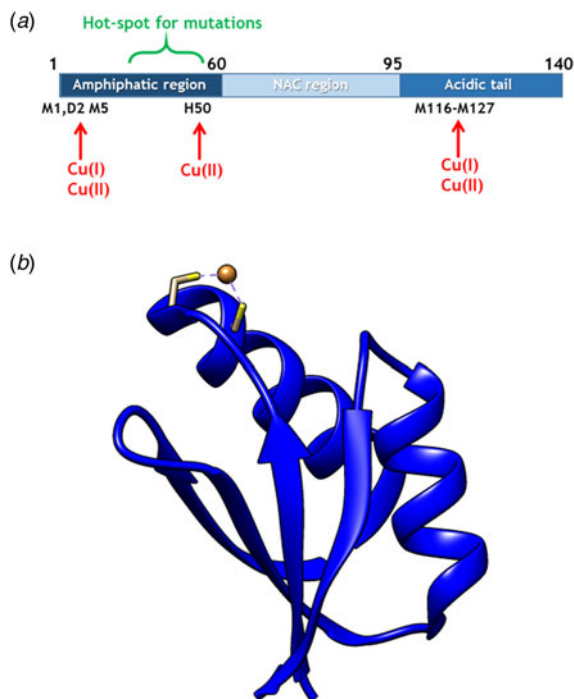 (a)
Hot-spot for mutations
1 60 95 140
Amphiphatic region NAC region Acidic tail
M1,D2 M5 H50 M116-M127
Cu(I) Cu(II) Cu(I)
Cu(II) Cu(II)
(b)